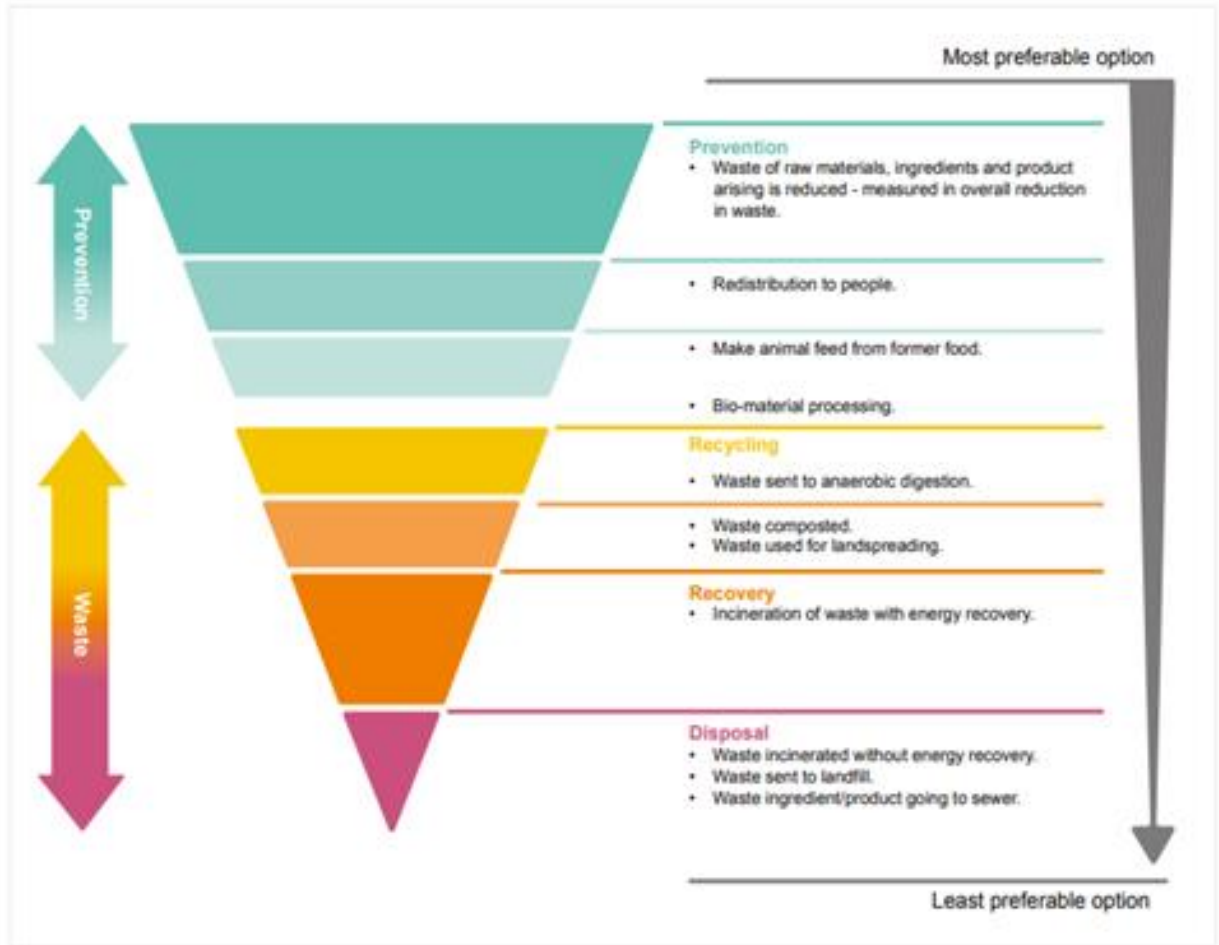 Most preferable option
Prevention
Prevention
• Waste of raw materials, ingredients and product
arising is reduced - measured in overall reduction
in waste.
• Redistribution to people.
• Make animal feed from former food.
• Bio-material processing.
Waste
Recycling
• Waste sent to anaerobic digestion.
• Waste composted.
• Waste used for landspreading.
Recovery
• Incineration of waste with energy recovery.
Disposal
• Waste incinerated without energy recovery.
• Waste sent to landfill.
• Waste ingredient/product going to sewer.
Least preferable option